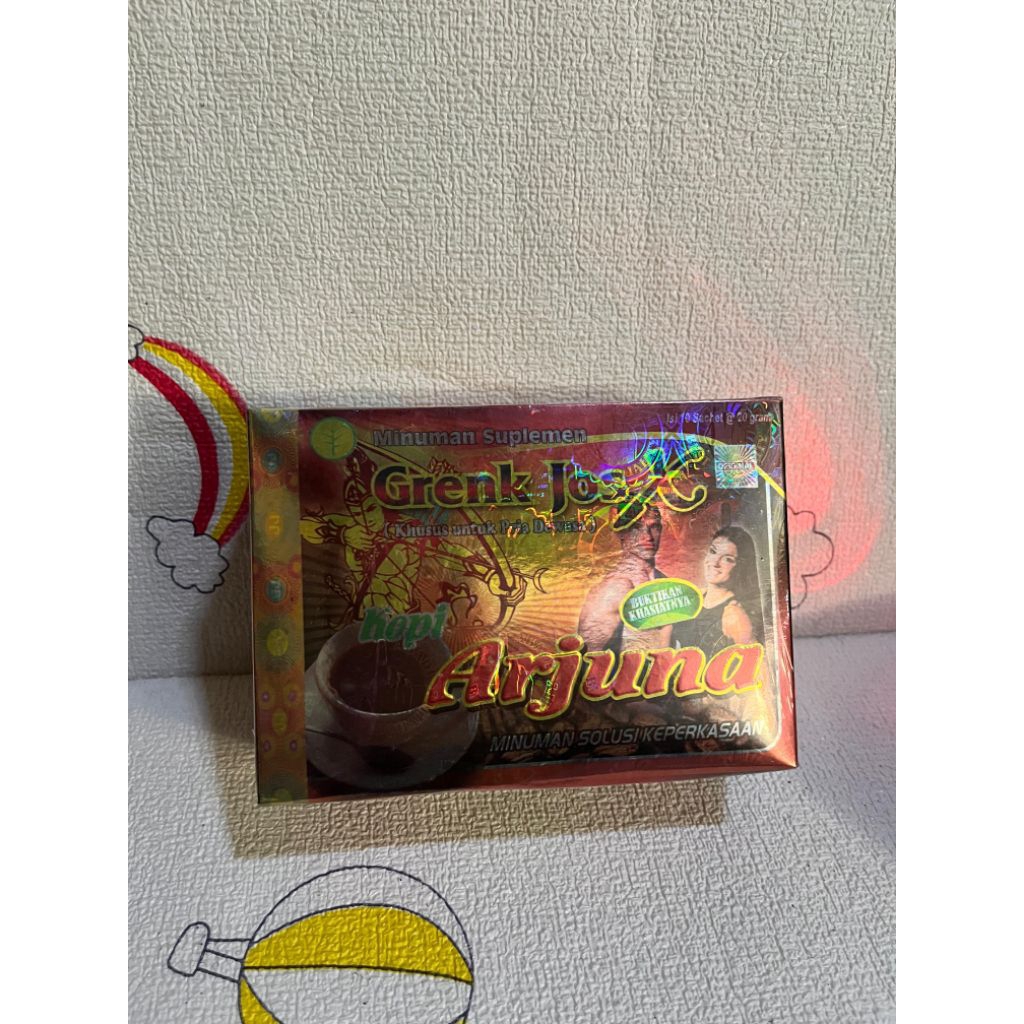 Isi 10 Sachet @ 20 gram
Minuman Suplemen
Grenk Jos X
( Khusus untuk Pria Dewasa )
BUKTIKAN
KHASIATNYA
Kopi
Arjuna
MINUMAN SOLUSI KEPERKASAAN